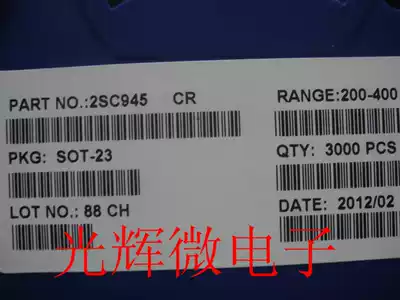 PART NO.:2SC945 CR RANGE:200-400
PKG: SOT-23 QTY: 3000 PCS
LOT NO.: 88 CH DATE: 2012/02
光辉微电子